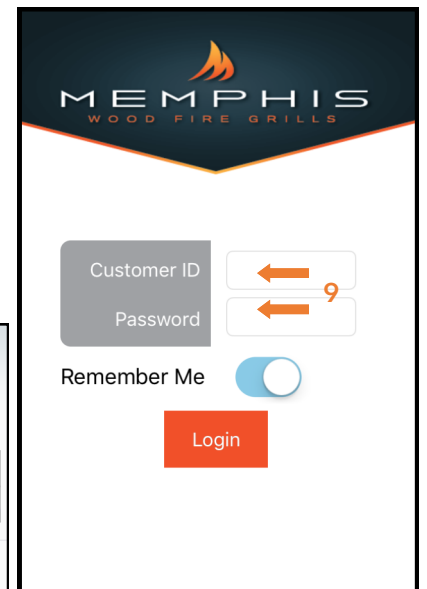 MEMPHIS
WOOD FIRE GRILLS
Customer ID
9
Password
Remember Me
Login